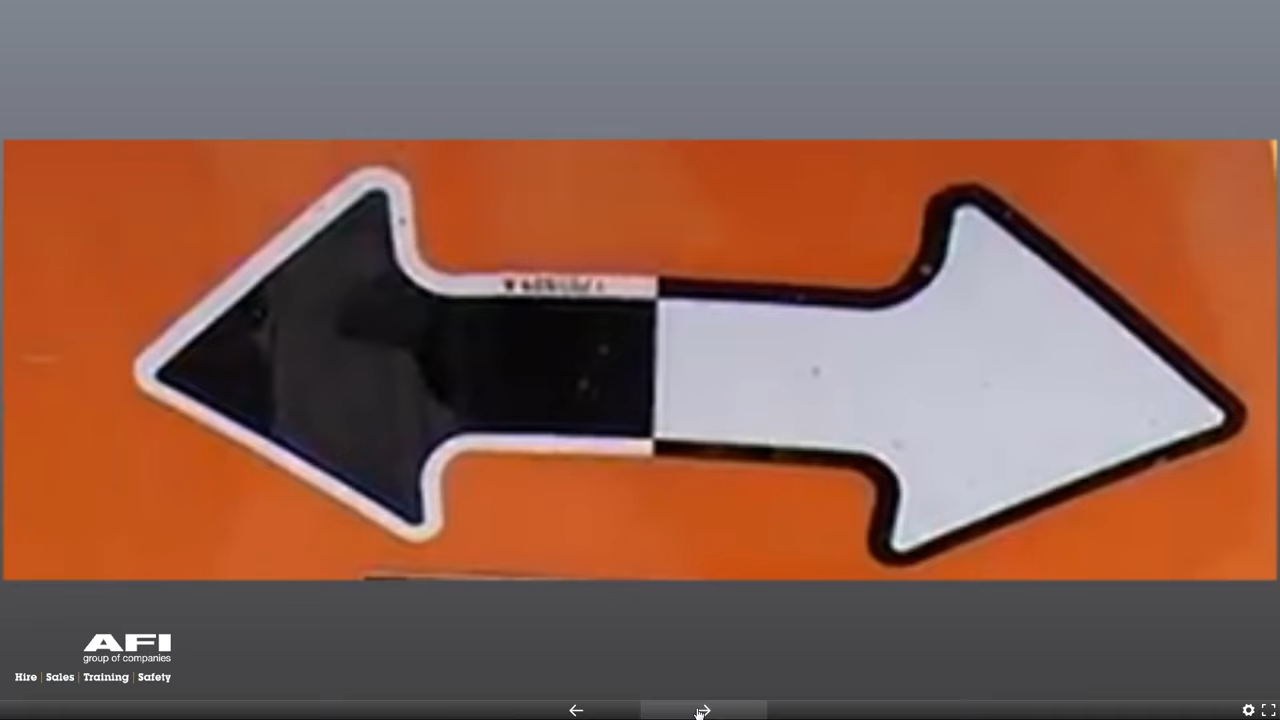 AFI
group of companies
Hire | Sales | Training | Safety